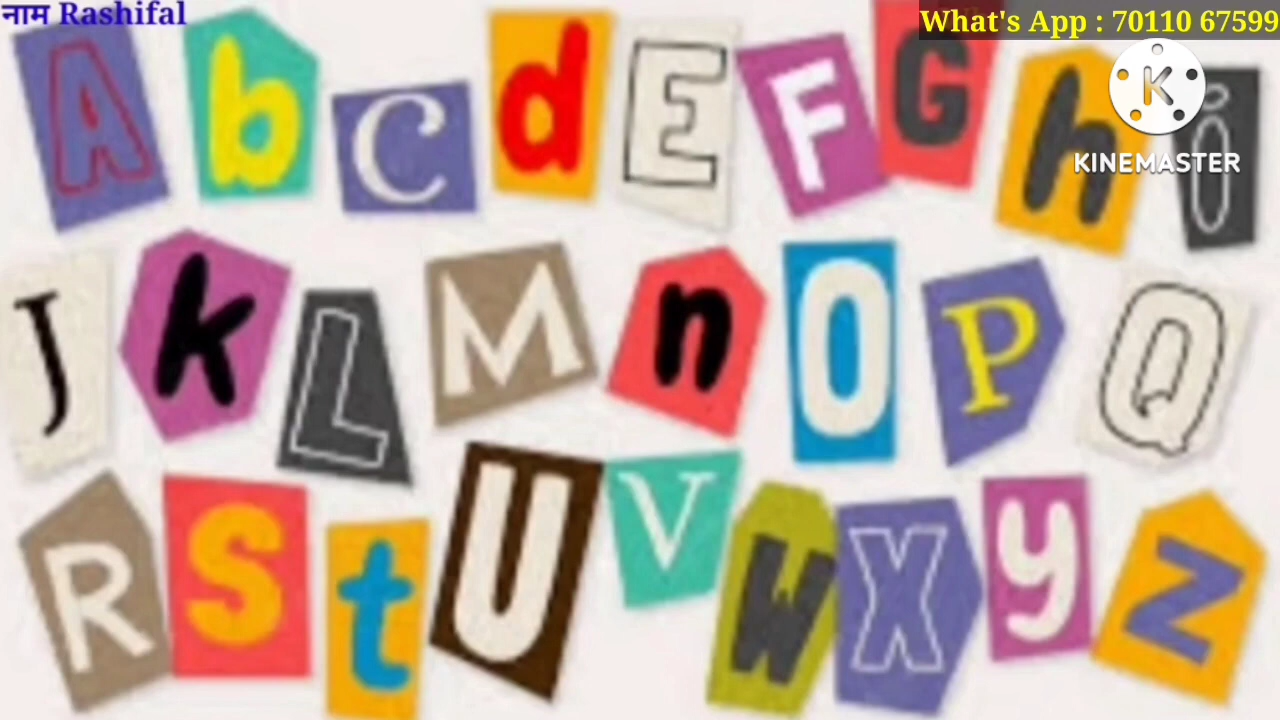 नाम Rashifal
What's App : 70110 67599
A b C d E F G h i
K
KINEMASTER
J k L M n O P Q
R S t U V W X y z